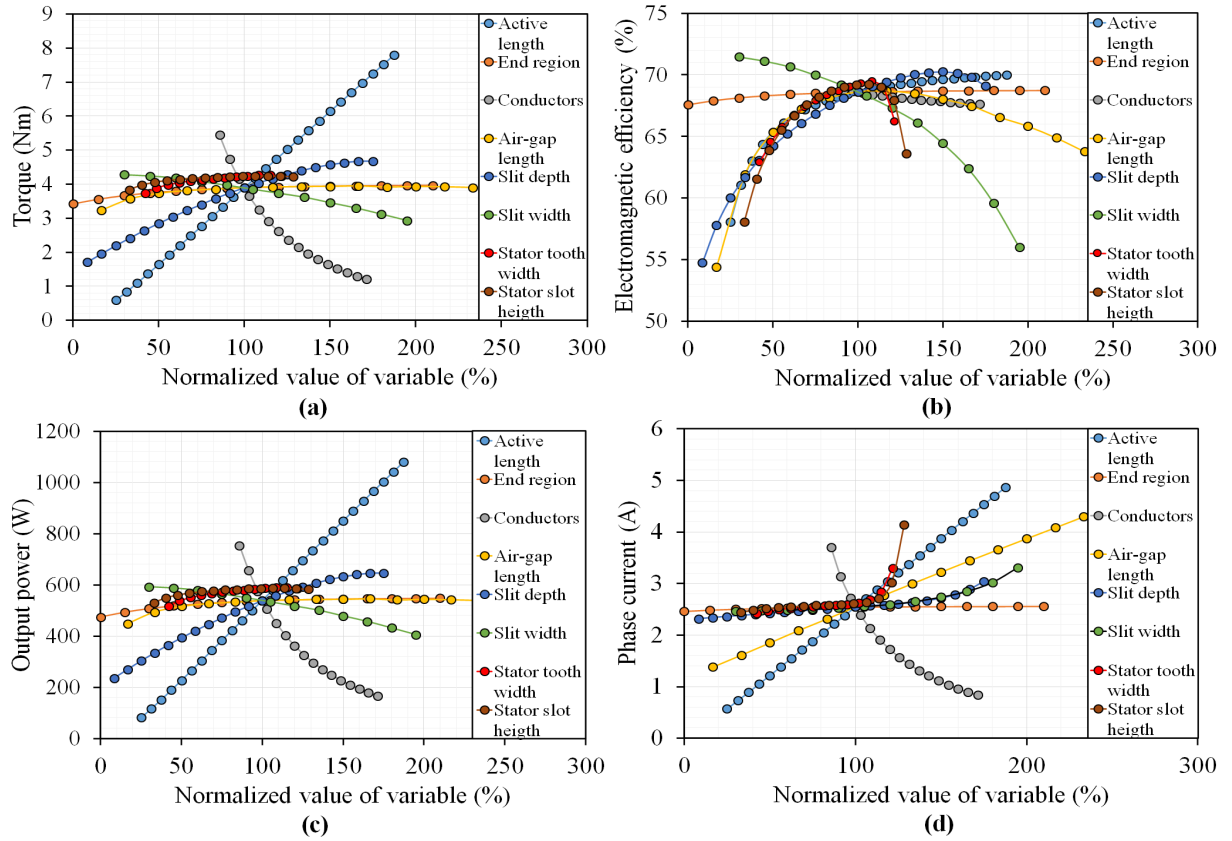 9
8
7
6
5
4
3
2
1
0
Torque (Nm)
0
50
100
150
200
250
300
Normalized value of variable (%)
Active
length
End region
Conductors
Air-gap
length
Slit depth
Slit width
Stator tooth
width
Stator slot
heigth
(a)
75
70
65
60
55
50
Electromagnetic efficiency (%)
0
50
100
150
200
250
300
Normalized value of variable (%)
Active
length
End region
Conductors
Air-gap
length
Slit depth
Slit width
Stator tooth
width
Stator slot
heigth
(b)
1200
1000
800
600
400
200
0
Output power (W)
0
50
100
150
200
250
300
Normalized value of variable (%)
Active
length
End region
Conductors
Air-gap
length
Slit depth
Slit width
Stator tooth
width
Stator slot
heigth
(c)
6
5
4
3
2
1
0
Phase current (A)
0
100
200
300
Normalized value of variable (%)
Active
length
End region
Conductors
Air-gap
length
Slit depth
Slit width
Stator tooth
width
Stator slot
heigth
(d)